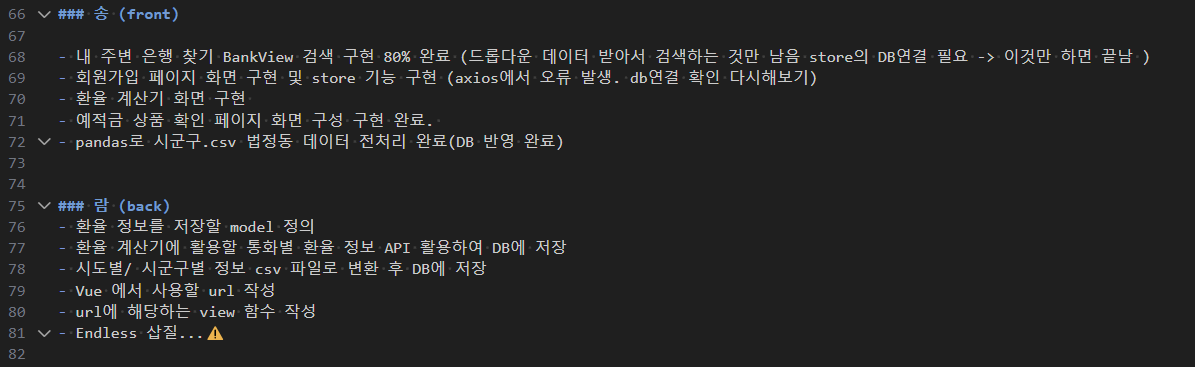 66 ### 송 (front)
67
68 - 내 주변 은행 찾기 BankView 검색 구현 80% 완료 (드롭다운 데이터 받아서 검색하는 것만 남음 store의 DB연결 필요 -> 이것만 하면 끝남 )
69 - 회원가입 페이지 화면 구현 및 store 기능 구현 (axios에서 오류 발생. db연결 확인 다시해보기)
70 - 환율 계산기 화면 구현
71 - 예적금 상품 확인 페이지 화면 구성 구현 완료.
72 - pandas로 시군구.csv 법정동 데이터 전처리 완료(DB 반영 완료)
73
74
75 ### 람 (back)
76 - 환율 정보를 저장할 model 정의
77 - 환율 계산기에 활용할 통화별 환율 정보 API 활용하여 DB에 저장
78 - 시도별/ 시군구별 정보 csv 파일로 변환 후 DB에 저장
79 - Vue 에서 사용할 url 작성
80 - url에 해당하는 view 함수 작성
81 - Endless 삽질...⚠️
82